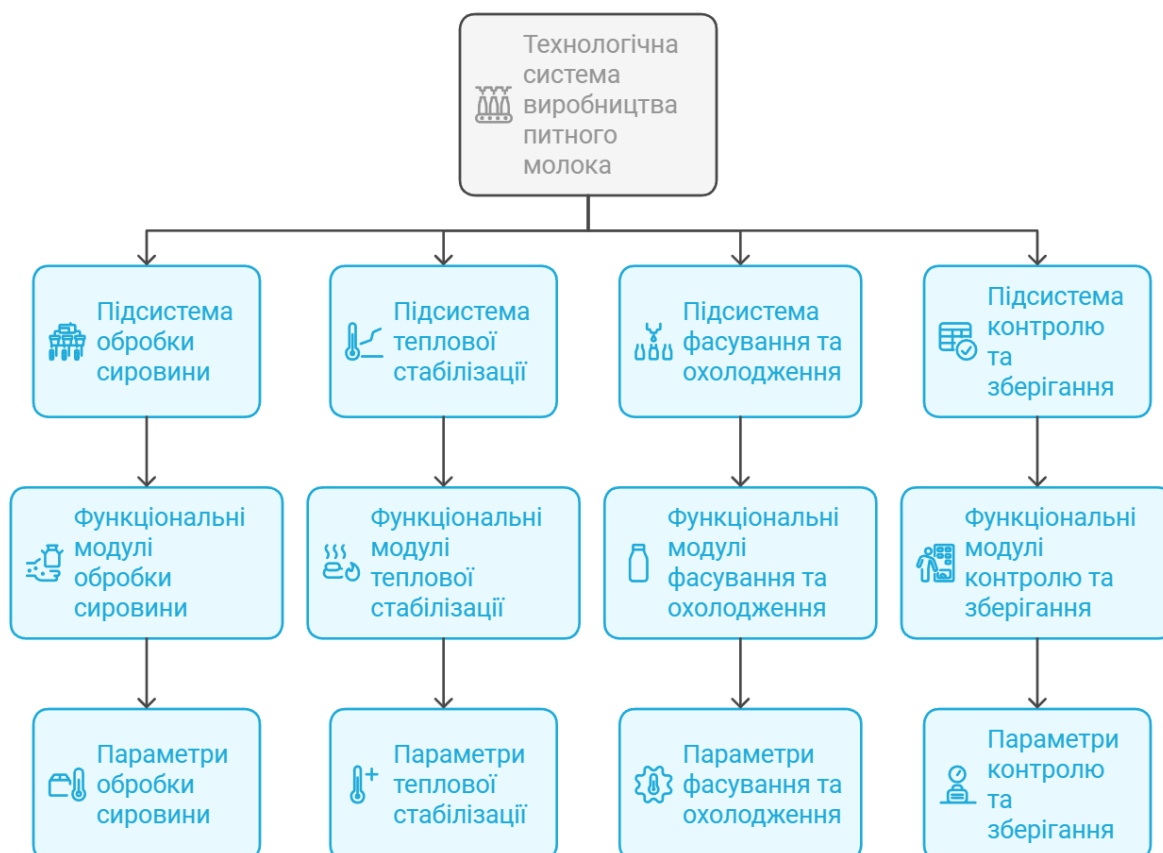 Технологічна
система
виробництва
питного
молока
Підсистема
обробки
сировини
Підсистема
теплової
стабілізації
Підсистема
фасування та
охолодження
Підсистема
контролю
та
зберігання
Функціональні
модулі
обробки
сировини
Функціональні
модулі
теплової
стабілізації
Функціональні
модулі
фасування та
охолодження
Функціональні
модулі
контролю та
зберігання
Параметри
обробки
сировини
Параметри
теплової
стабілізації
Параметри
фасування та
охолодження
Параметри
контролю
та
зберігання